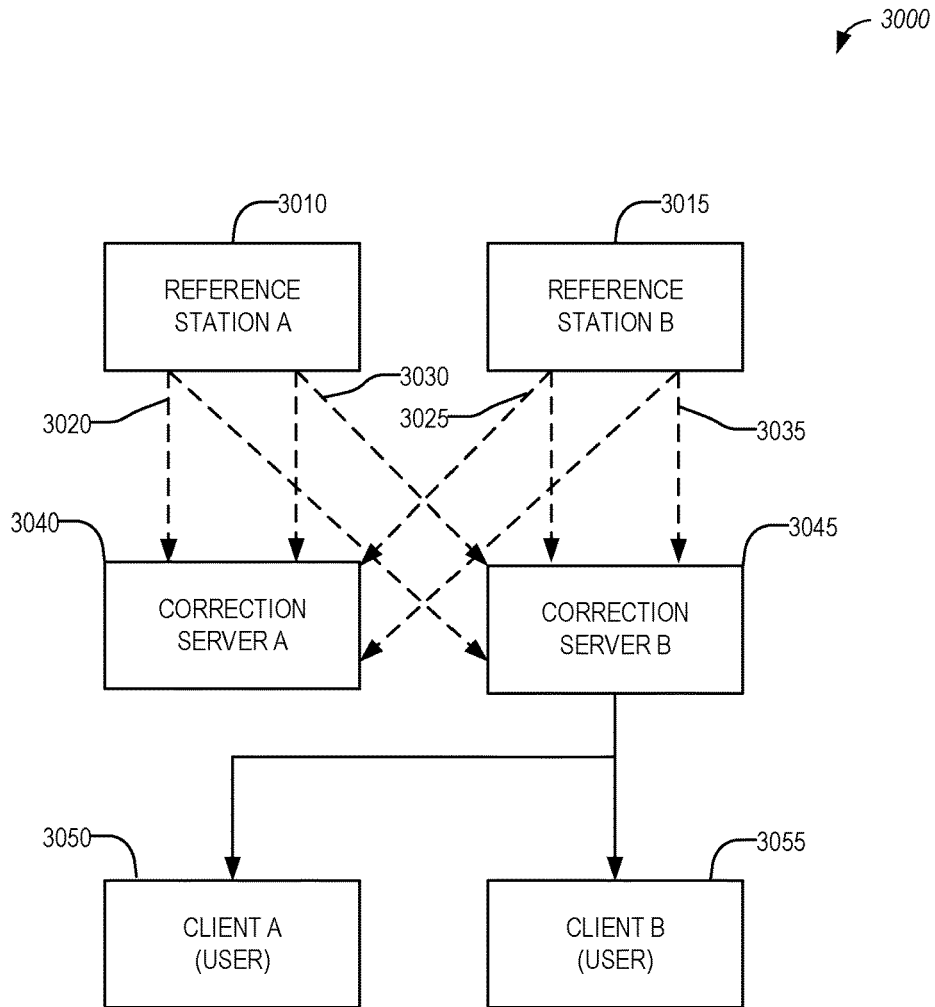 3000
3010
3015
REFERENCE
STATION A
REFERENCE
STATION B
3020
3030
3025
3035
3040
3045
CORRECTION
SERVER A
CORRECTION
SERVER B
3050
3055
CLIENT A
(USER)
CLIENT B
(USER)